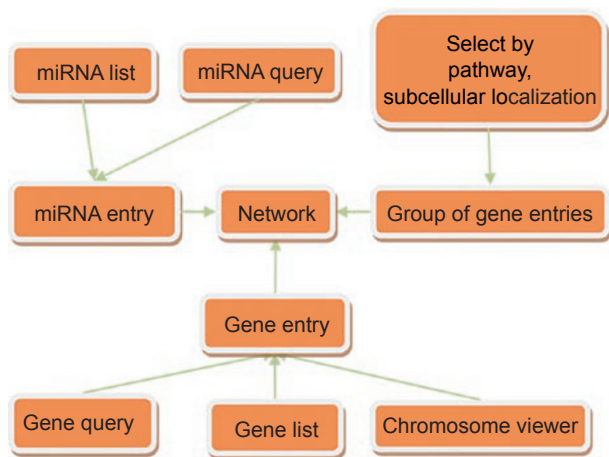 miRNA list
miRNA query
Select by
pathway,
subcellular localization
miRNA entry
Network
Group of gene entries
Gene entry
Gene query
Gene list
Chromosome viewer